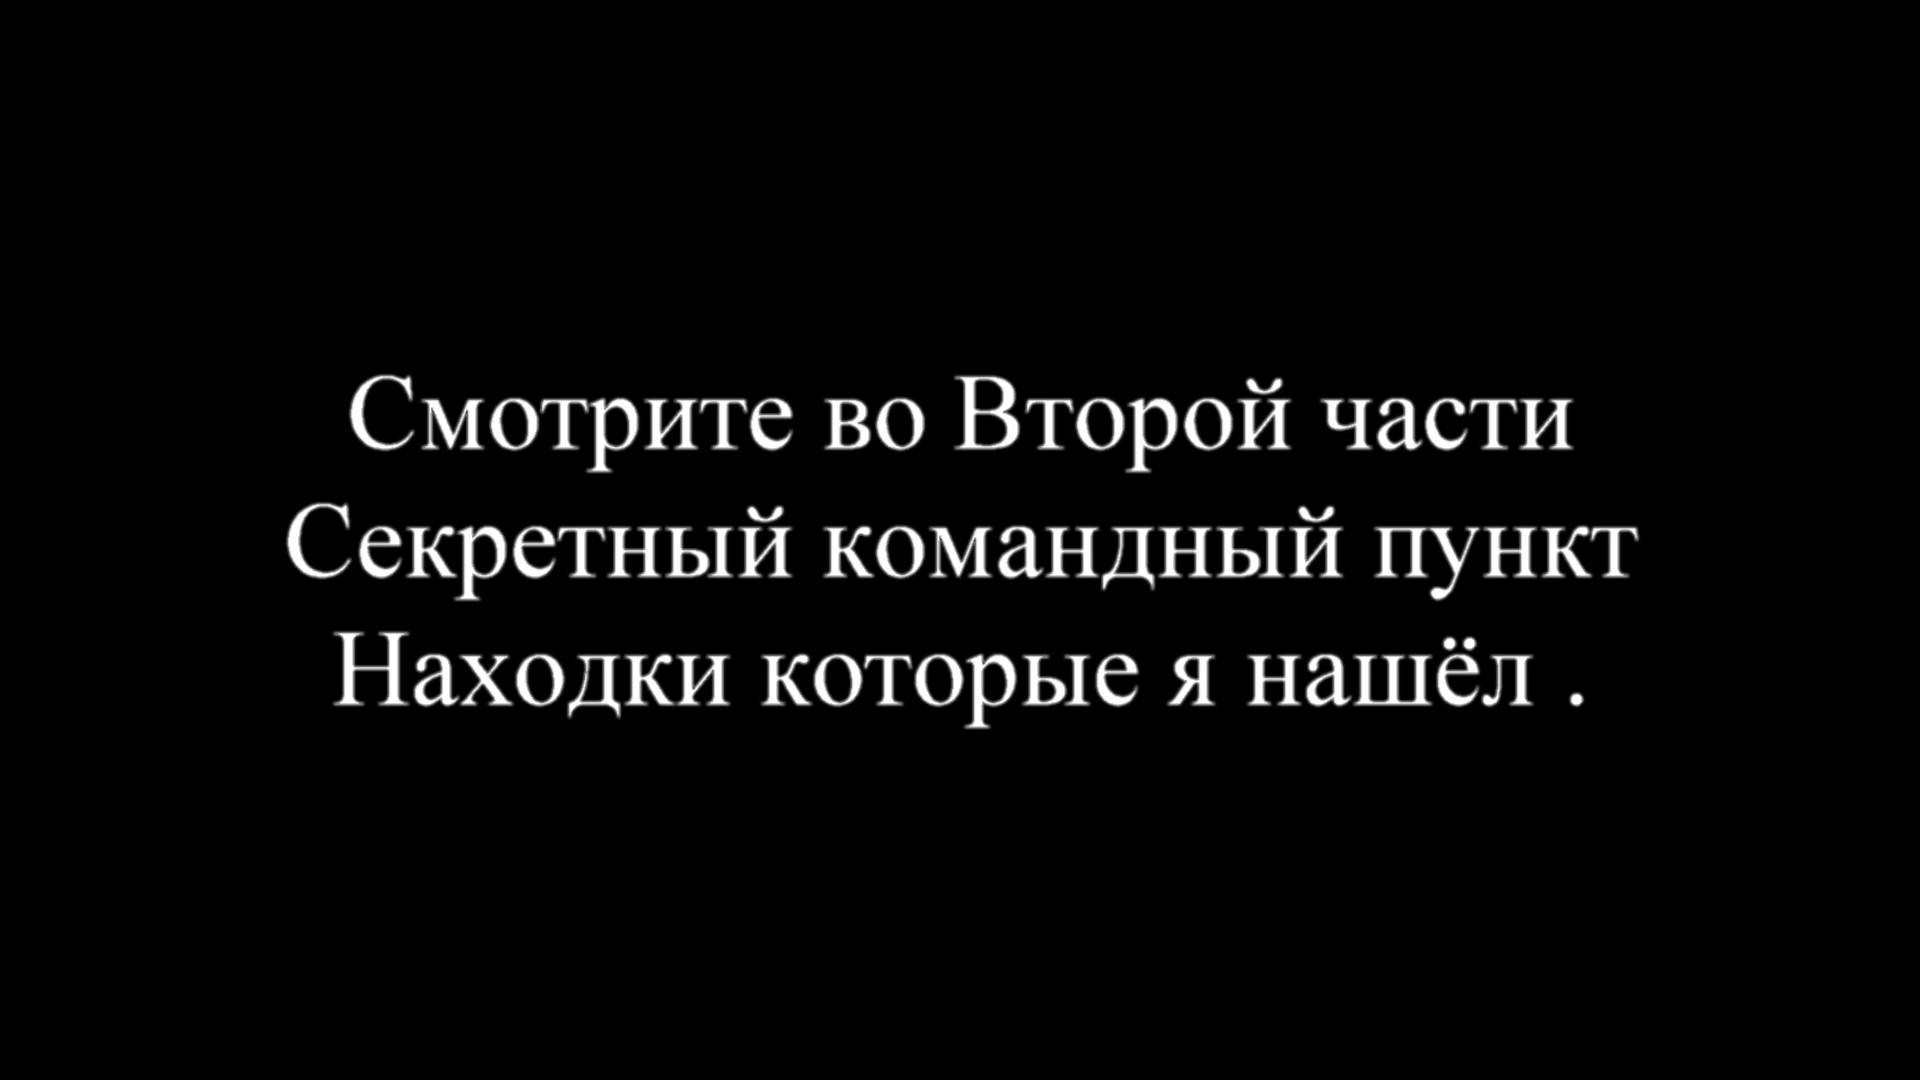 Смотрите во Второй части
Секретный командный пункт
Находки которые я нашёл .